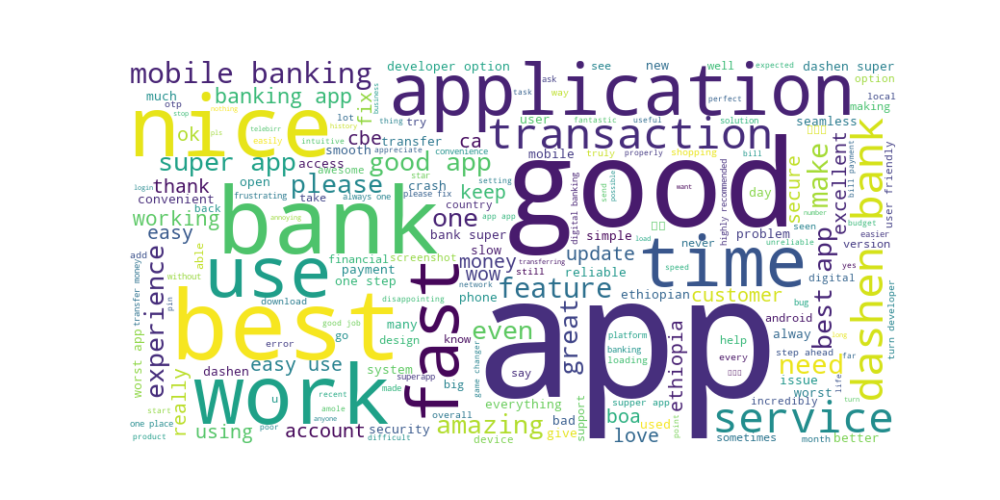 app
good
bank
best
application
nice
time
work
use
fast
dashen bank
transaction
service
mobile banking
super app
good app
banking app
feature
great
please
need
best app
experience
amazing
even
one
make
update
customer
excellent
secure
ethiopia
boa
love
account
easy use
easy
working
thank
really
using
money
wow
keep
cbe
ca
ok
fix
transfer
developer option
dashen super
option
see
new
well
expected
ask
way
task
perfect
local
making
much
otp
stop
nothing
business
telebirr
history
easily
pls
intuitive
lot
thing
try
user
fantastic
useful
solution
seamless
smooth
appreciate
convenience
mobile
truly
properly
shopping
bill
access
awesome
star
setting
convenient
login
frustrating
open
take
always one
crash
please fix
country
app app
digital banking
send
possible
want
highly recommended
day
number
bill payment
budget
user friendly
easier
version
back
bank super
simple
never
problem
seen
unreliable
yes
digital
add
able
financial
screenshot
payment
slow
still
transferring
reliable
load
speed
without
one step
network
phone
ethiopian
android
bug
transfer money
pin
download
disappointing
many
design
good job
go
know
error
system
superapp
big
game changer
say
platform
banking
loading
help
every
alway
step ahead
far
issue
worst
life
turn
turn developer
worst app
dashen
u
recent
made
amole
anyone
start
one place
product
poor
security
difficult
overall
everything
device
bad
give
support
supper app
used
point
incredibly
sometimes
month
better
annoying